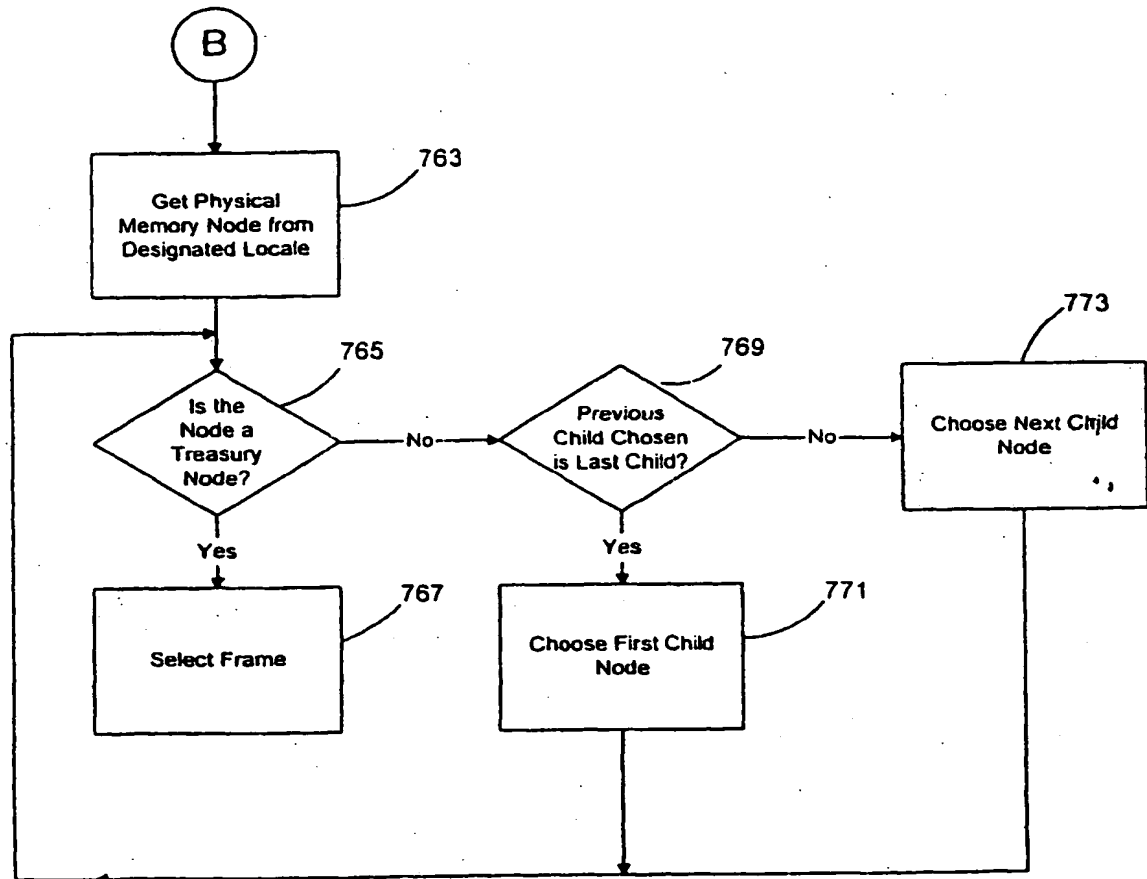 B
763
Get Physical
Memory Node from
Designated Locale
765
769
773
Is the
Node a
Treasury
Node?
No
Previous
Child Chosen
is Last Child?
No
Choose Next Child
Node
Yes
Yes
767
771
Select Frame
Choose First Child
Node